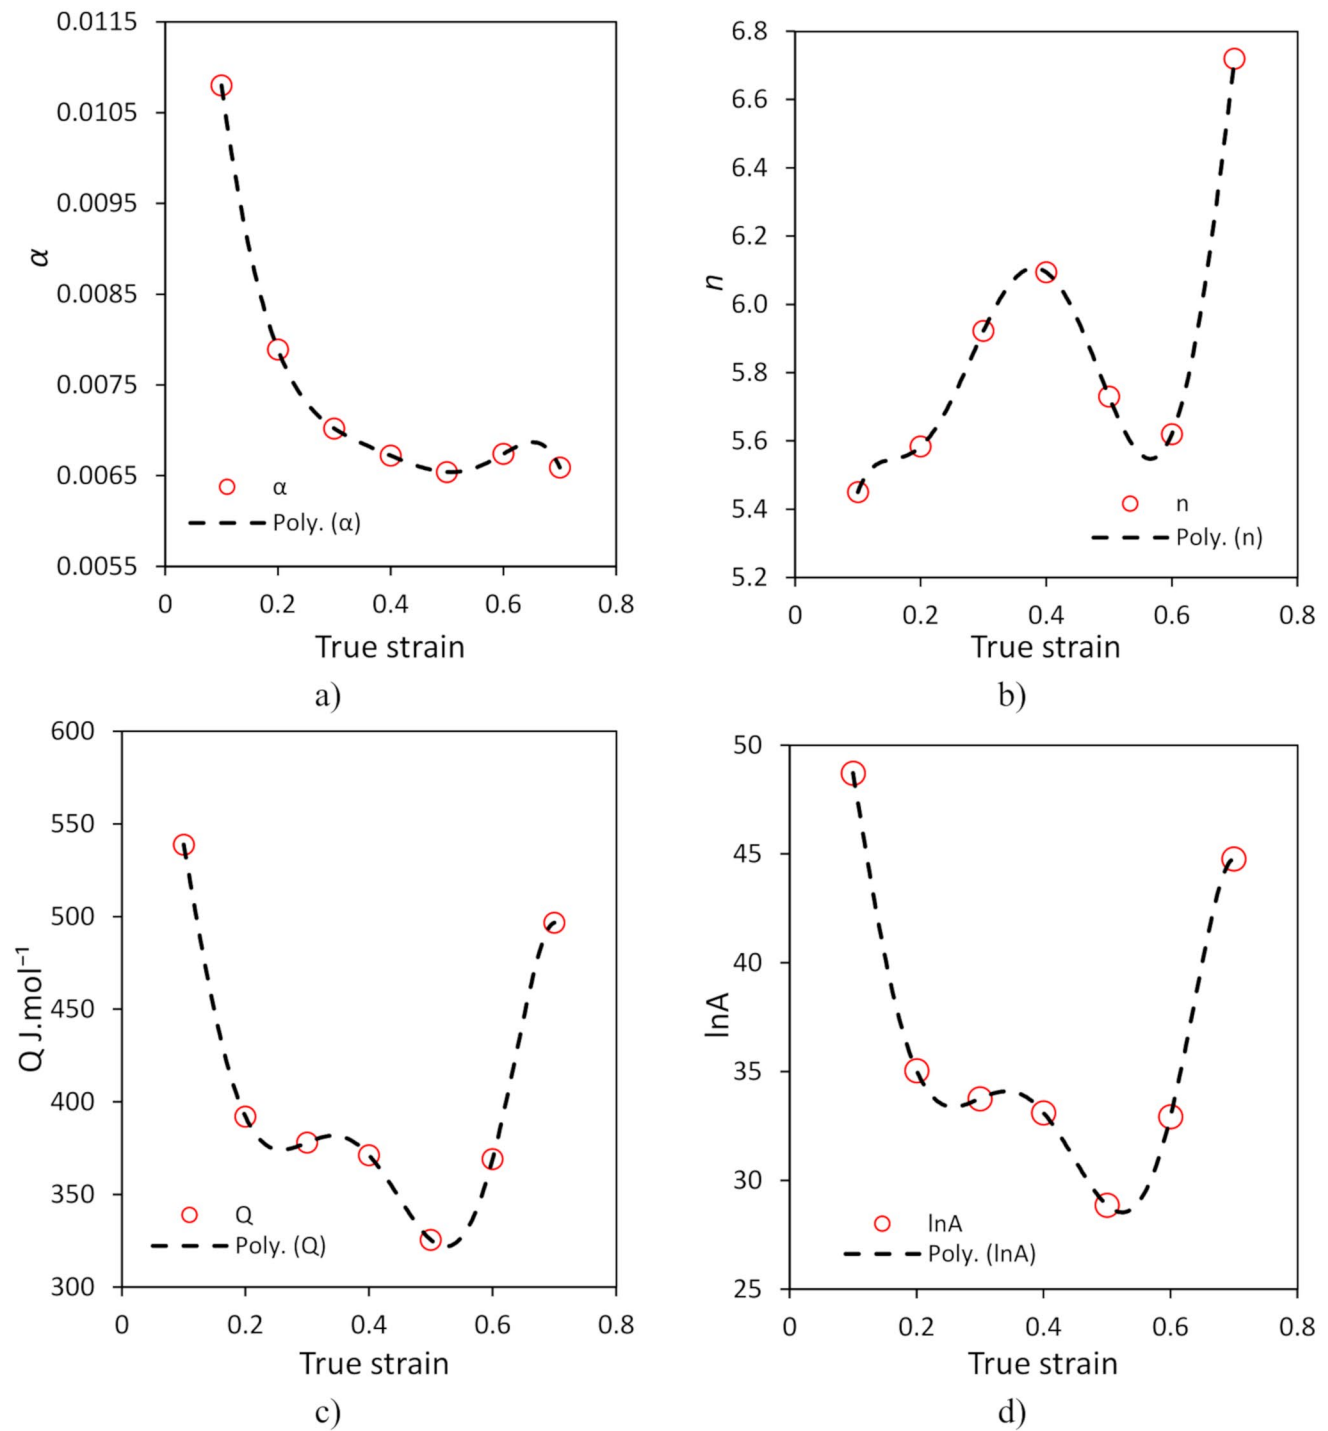 0.0115
0.0105
0.0095
0.0085
0.0075
0.0065
0.0055
α
α
Poly. (α)
0 0.2 0.4 0.6 0.8
True strain
a)
6.8
6.6
6.4
6.2
6.0
5.8
5.6
5.4
5.2
n
n
Poly. (n)
0 0.2 0.4 0.6 0.8
True strain
b)
600
550
500
450
400
350
300
Q J.mol⁻¹
Q
Poly. (Q)
0 0.2 0.4 0.6 0.8
True strain
c)
50
45
40
35
30
25
lnA
lnA
Poly. (lnA)
0 0.2 0.4 0.6 0.8
True strain
d)